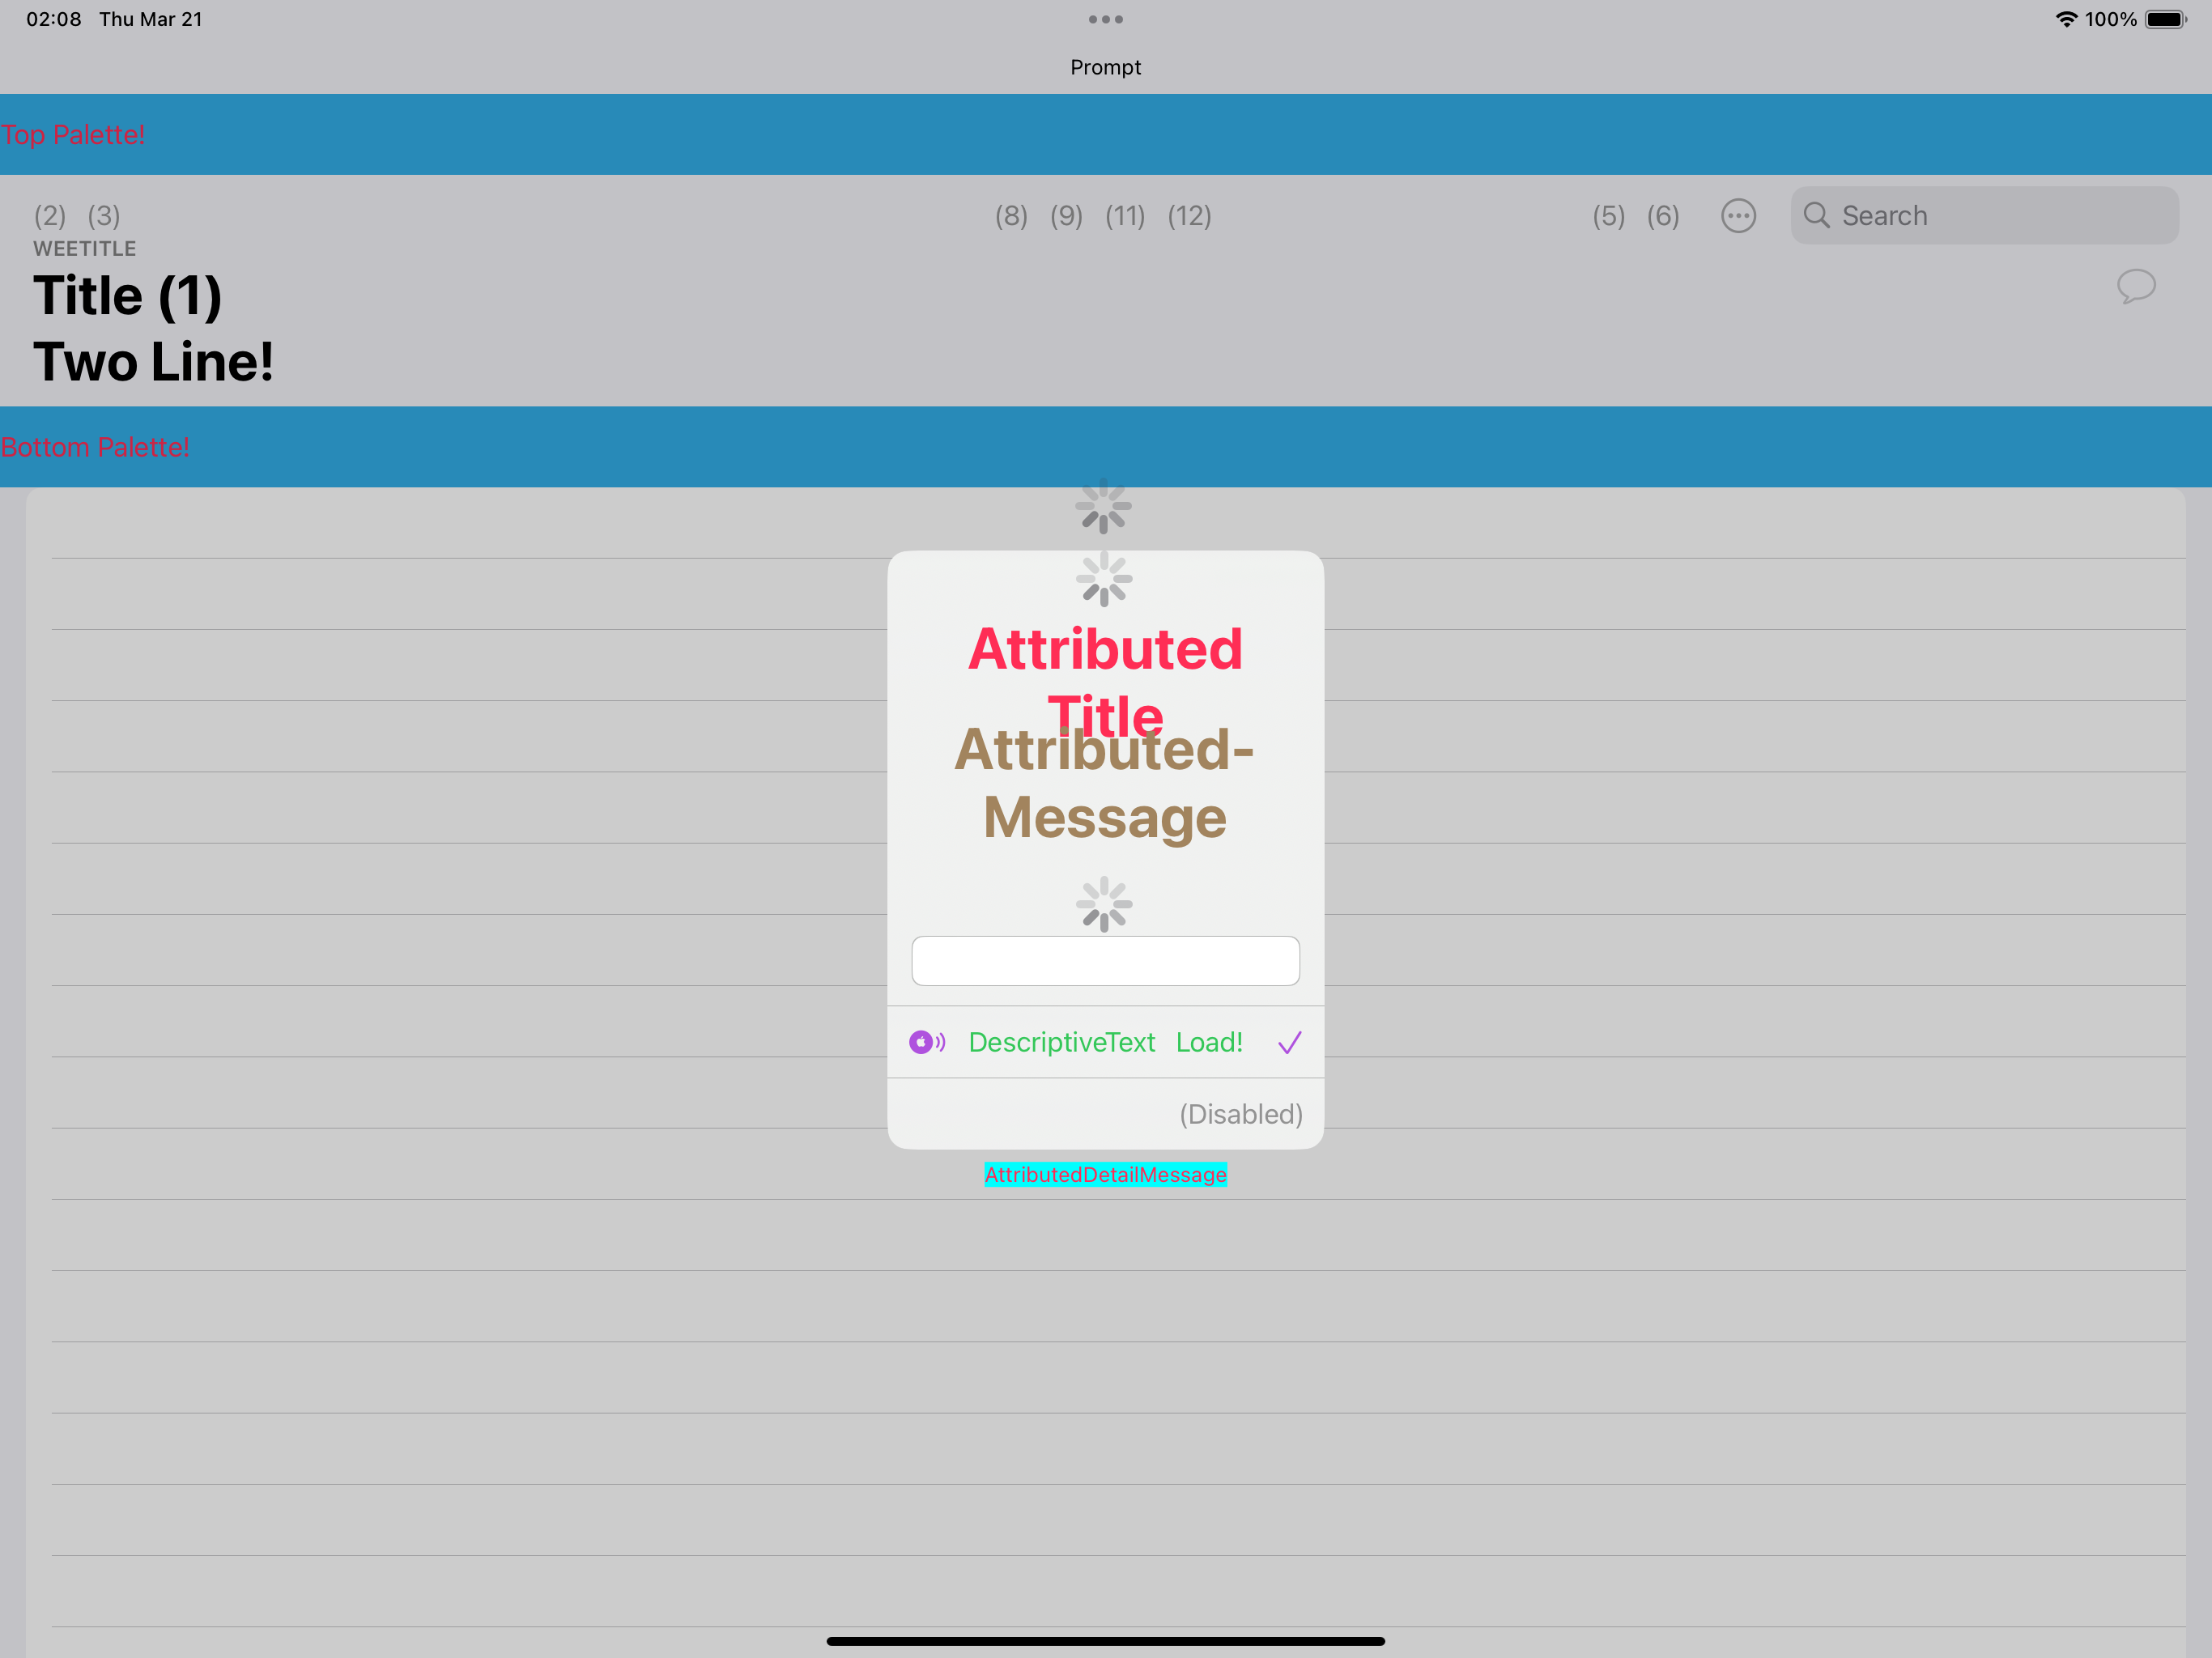 02:08 Thu Mar 21
100%
Prompt
Top Palette!
(2) (3) (8) (9) (11) (12) (5) (6) Search
WEETITLE
Title (1)
Two Line!
Bottom Palette!
Attributed
Title
Attributed-
Message
DescriptiveText Load!
(Disabled)
AttributedDetailMessage